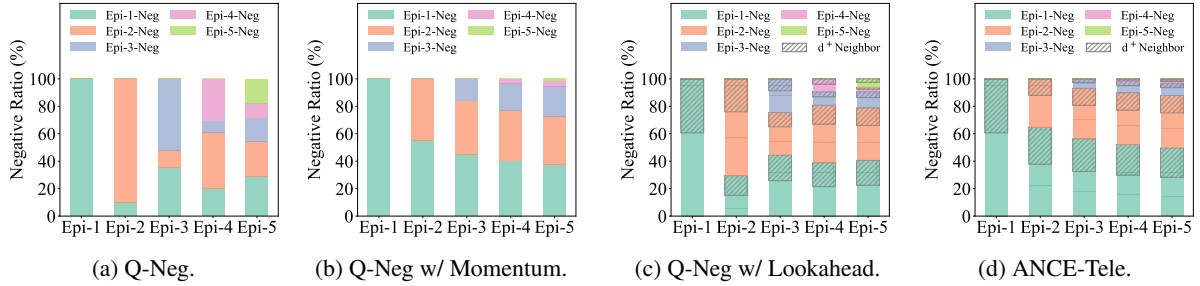 Epi-1-Neg
Epi-2-Neg
Epi-3-Neg
Epi-4-Neg
Epi-5-Neg
Negative Ratio (%)
100
80
60
40
20
0
Epi-1 Epi-2 Epi-3 Epi-4 Epi-5
(a) Q-Neg.
Epi-1-Neg
Epi-2-Neg
Epi-3-Neg
Epi-4-Neg
Epi-5-Neg
Negative Ratio (%)
100
80
60
40
20
0
Epi-1 Epi-2 Epi-3 Epi-4 Epi-5
(b) Q-Neg w/ Momentum.
Epi-1-Neg
Epi-2-Neg
Epi-3-Neg
Epi-4-Neg
Epi-5-Neg
d⁺ Neighbor
Negative Ratio (%)
100
80
60
40
20
0
Epi-1 Epi-2 Epi-3 Epi-4 Epi-5
(c) Q-Neg w/ Lookahead.
Epi-1-Neg
Epi-2-Neg
Epi-3-Neg
Epi-4-Neg
Epi-5-Neg
d⁺ Neighbor
Negative Ratio (%)
100
80
60
40
20
0
Epi-1 Epi-2 Epi-3 Epi-4 Epi-5
(d) ANCE-Tele.